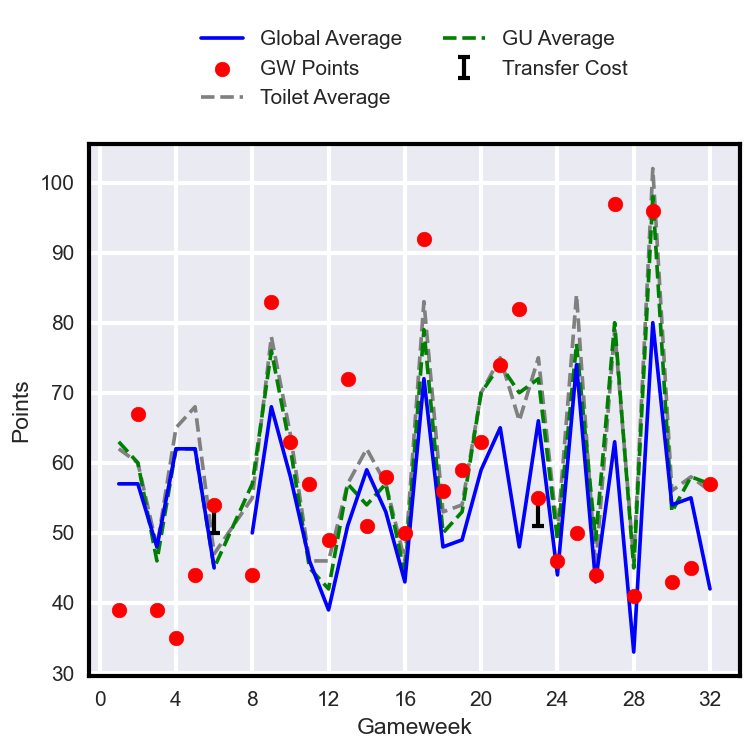 Global Average
GW Points
Toilet Average
GU Average
Transfer Cost
Points
100
90
80
70
60
50
40
30
0 4 8 12 16 20 24 28 32
Gameweek